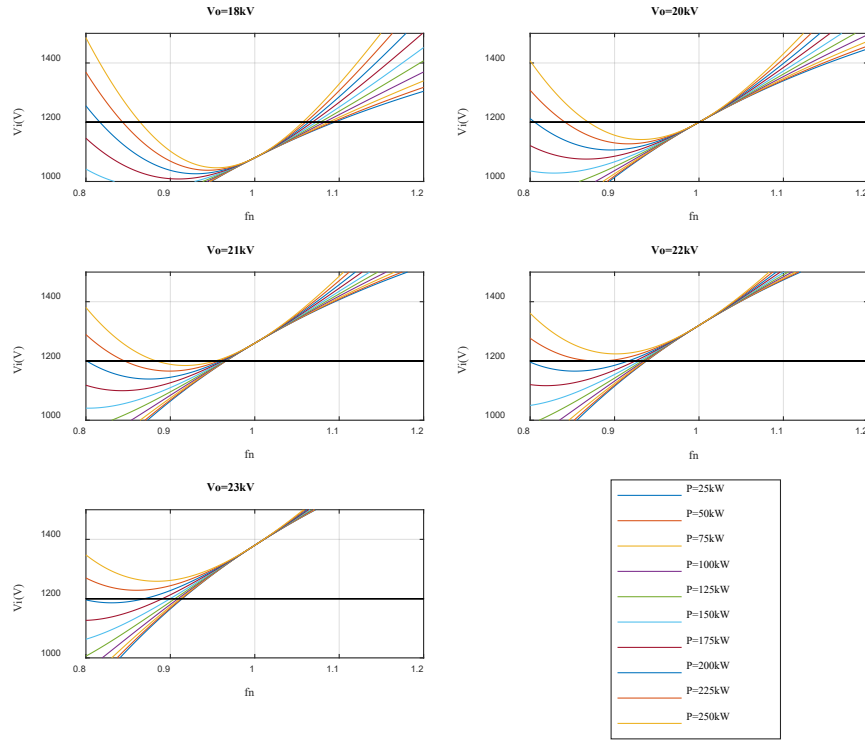 Vo=18kV
Vi(V)
1400
1200
1000
0.8
0.9
1
1.1
1.2
fn
Vo=20kV
Vi(V)
1400
1200
1000
0.8
0.9
1
1.1
1.2
fn
Vo=21kV
Vi(V)
1400
1200
1000
0.8
0.9
1
1.1
1.2
fn
Vo=22kV
Vi(V)
1400
1200
1000
0.8
0.9
1
1.1
1.2
fn
Vo=23kV
Vi(V)
1400
1200
1000
0.8
0.9
1
1.1
1.2
fn
P=25kW
P=50kW
P=75kW
P=100kW
P=125kW
P=150kW
P=175kW
P=200kW
P=225kW
P=250kW